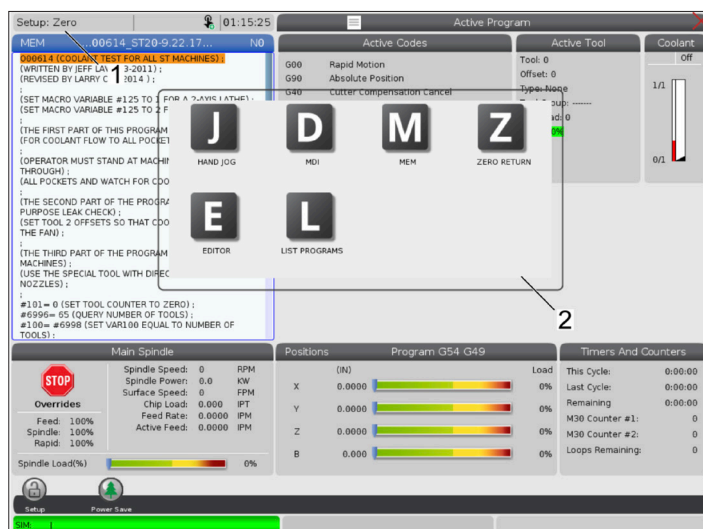 Setup: Zero
01:15:25
Active Program
MEM ...00614_ST20-9.22.17... N0
O00614 (COOLANT TEST FOR ALL ST MACHINES) ;
(WRITTEN BY JEFF 3-2011) ;
(REVISED BY LARRY 2014 ) ;
;
(SET MACRO VARIABLE #125 TO 1 FOR A 2-AXIS LATHE) ;
(SET MACRO VARIABLE #125 TO 2 F
;
(THE FIRST PART OF THIS PROGRAM
(FOR COOLANT FLOW TO ALL POCKET
;
(OPERATOR MUST STAND AT MACHIN
THROUGH) ;
(ALL POCKETS AND WATCH FOR COO
;
(THE SECOND PART OF THE PROGRA
PURPOSE LEAK CHECK) ;
(SET TOOL 2 OFFSETS SO THAT COO
THE FAN) ;
;
(THE THIRD PART OF THE PROGRAM
MACHINES) ;
(USE THE SPECIAL TOOL WITH DIREC
NOZZLES) ;
;
#101= 0 (SET TOOL COUNTER TO ZERO) ;
#6996= 65 (QUERY NUMBER OF TOOLS) ;
#100= #6998 (SET VAR100 EQUAL TO NUMBER OF
TOOLS) ;
1
Active Codes
G00 Rapid Motion
G90 Absolute Position
G40 Cutter Compensation Cancel
Active Tool
Tool: 0
Offset: 0
Type: None
oup: -------
ad: 0
0%
Coolant
Off
1/1
0/1
J
HAND JOG
D
MDI
M
MEM
Z
ZERO RETURN
E
EDITOR
L
LIST PROGRAMS
2
Main Spindle
STOP
Overrides
Feed: 100%
Spindle: 100%
Rapid: 100%
Spindle Speed: 0 RPM
Spindle Power: 0.0 KW
Surface Speed: 0 FPM
Chip Load: 0.000 IPT
Feed Rate: 0.0000 IPM
Active Feed: 0.0000 IPM
Spindle Load(%) 0%
Positions Program G54 G49
(IN) Load
X 0.0000 0%
Y 0.0000 0%
Z 0.0000 0%
B 0.000 0%
Timers And Counters
This Cycle: 0:00:00
Last Cycle: 0:00:00
Remaining 0:00:00
M30 Counter #1: 0
M30 Counter #2: 0
Loops Remaining: 0
Setup
Power Save
SIM: